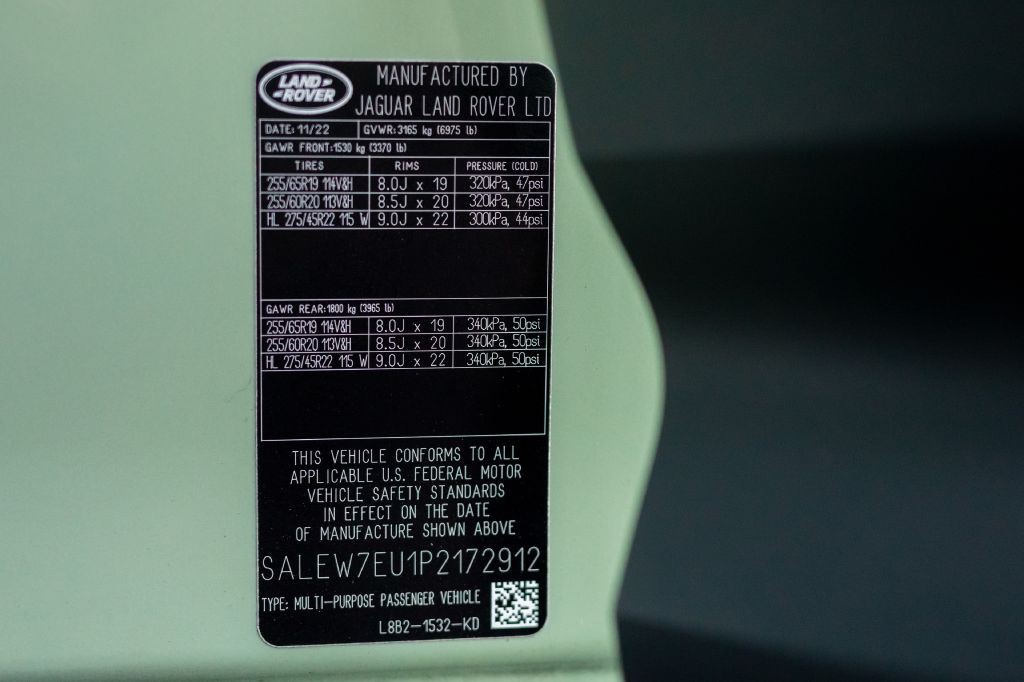 LAND ROVER
MANUFACTURED BY
JAGUAR LAND ROVER LTD
DATE: 11/22 GVWR:3165 kg (6975 lb)
GAWR FRONT:1530 kg (3370 lb)
TIRES RIMS PRESSURE (COLD)
255/65R19 114V&H 8.0J x 19 320kPa, 47psi
255/60R20 113V&H 8.5J x 20 320kPa, 47psi
HL 275/45R22 115 W 9.0J x 22 300kPa, 44psi
GAWR REAR:1800 kg (3965 lb)
255/65R19 114V&H 8.0J x 19 340kPa, 50psi
255/60R20 113V&H 8.5J x 20 340kPa, 50psi
HL 275/45R22 115 W 9.0J x 22 340kPa, 50psi
THIS VEHICLE CONFORMS TO ALL
APPLICABLE U.S. FEDERAL MOTOR
VEHICLE SAFETY STANDARDS
IN EFFECT ON THE DATE
OF MANUFACTURE SHOWN ABOVE
SALEW7EU1P2172912
TYPE: MULTI-PURPOSE PASSENGER VEHICLE
L8B2-1532-KD